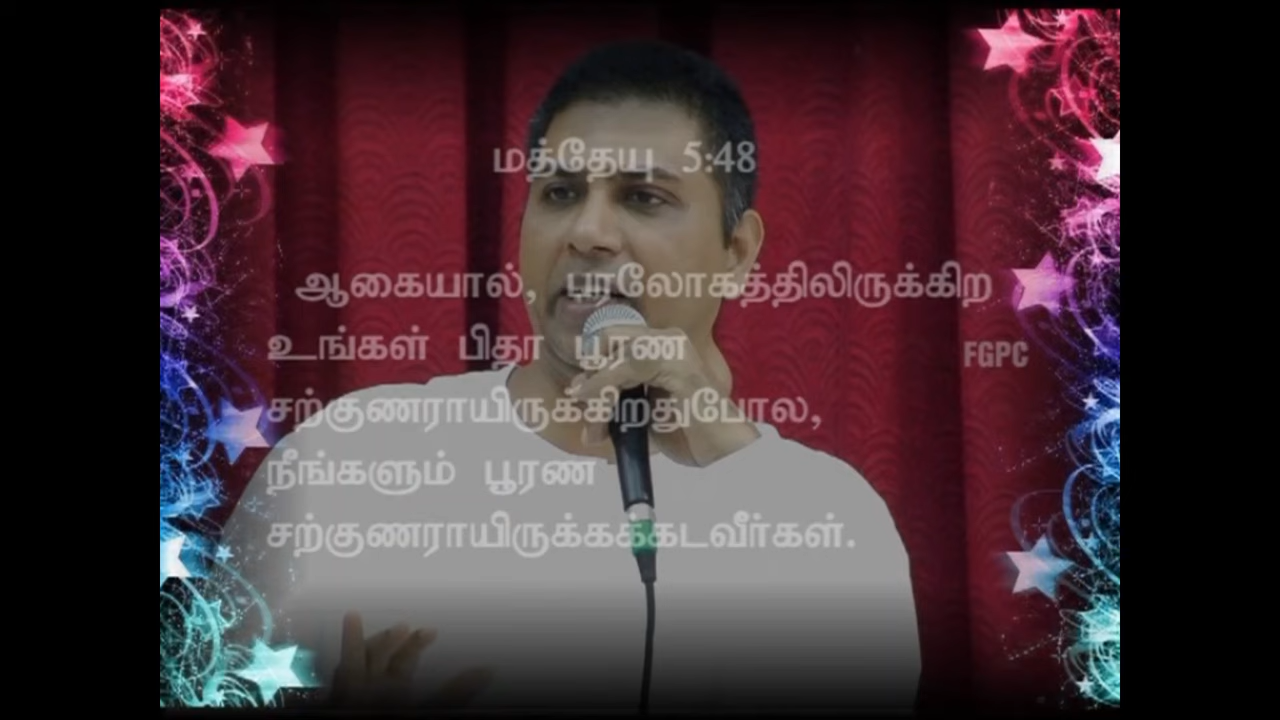 மத்தேயு 5:48
ஆகையால், பரலோகத்திலிருக்கிற
உங்கள் பிதா பூரண
FGPC
சற்குணராயிருக்கிறதுபோல,
நீங்களும் பூரண
சற்குணராயிருக்கக்கடவீர்கள்.